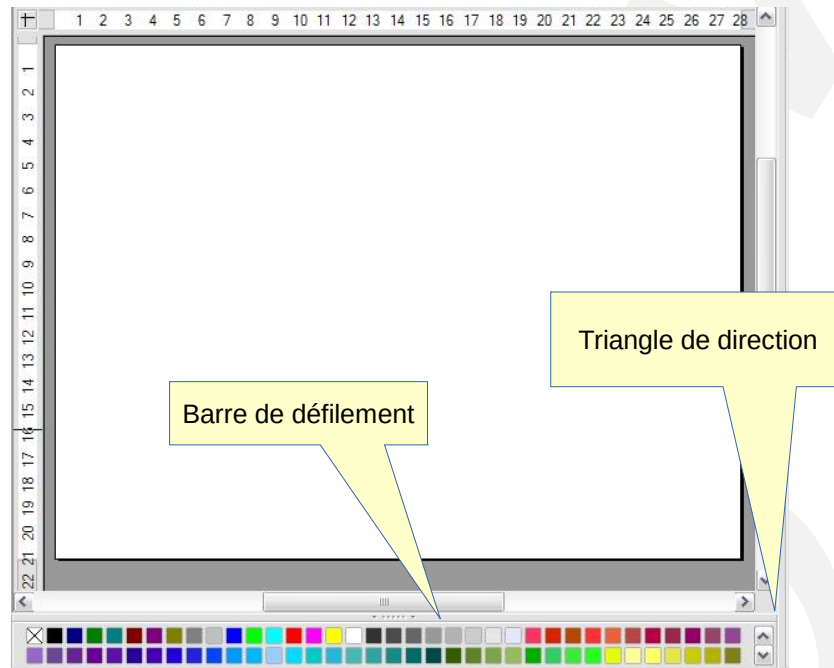 1 2 3 4 5 6 7 8 9 10 11 12 13 14 15 16 17 18 19 20 21 22 23 24 25 26 27 28
1 2 3 4 5 6 7 8 9 10 11 12 13 14 15 16 17 18 19 20 21 22
Triangle de direction
Barre de défilement